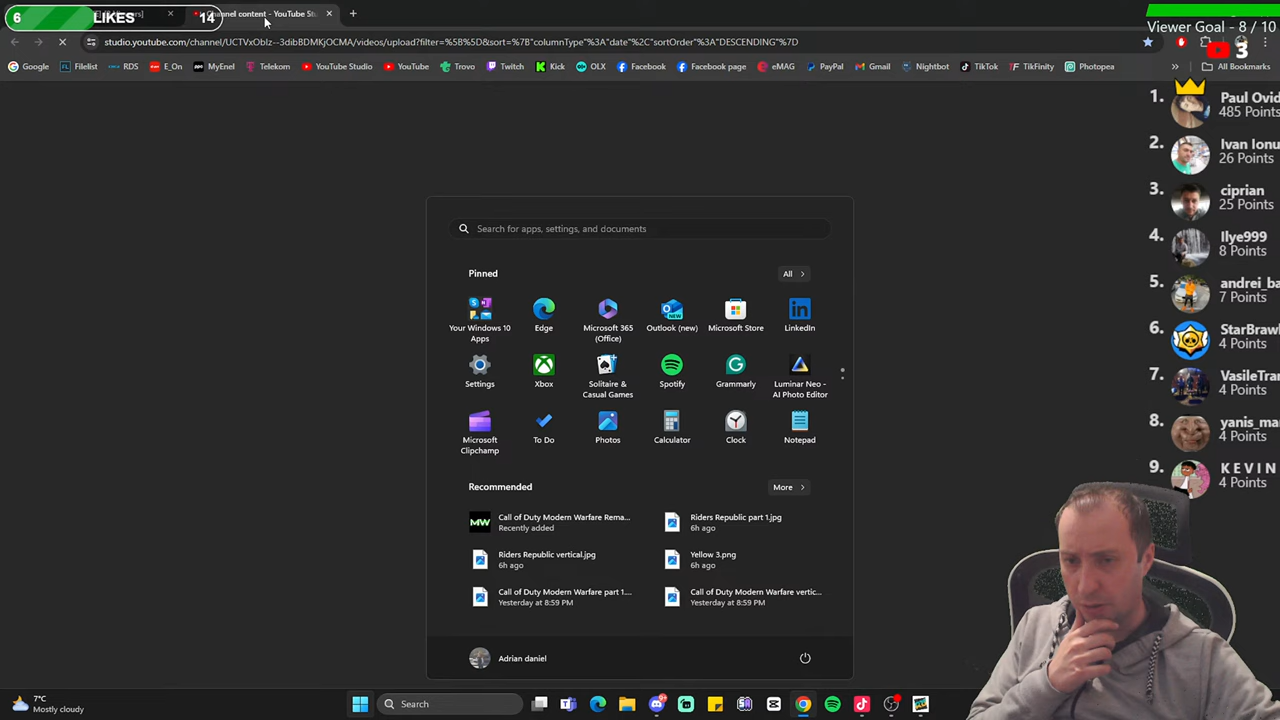 6 LIKES 14
Channel content - YouTube St
studio.youtube.com/channel/UCTVxOblz--3dibBDMKjOCMA/videos/upload?filter=%5B%5D&sort=%7B"columnType"%3A"date"%2C"sortOrder"%3A"DESCENDING"%7D
Viewer Goal - 8 / 10
3
Google Filelist RDS E_On MyEnel Telekom YouTube Studio YouTube Trovo Twitch Kick OLX Facebook Facebook page eMAG PayPal Gmail Nightbot TikTok TikFinity Photopea » All Bookmarks
1. Paul Ovid
485 Points
2. Ivan Ionu
26 Points
3. ciprian
25 Points
4. Ilye999
8 Points
5. andrei_ba
7 Points
6. StarBrawl
4 Points
7. VasileTran
4 Points
8. yanis_ma
4 Points
9. K E V I N
4 Points
Search for apps, settings, and documents
Pinned
All
Your Windows 10 Apps
Edge
Microsoft 365 (Office)
Outlook (new)
Microsoft Store
LinkedIn
Settings
Xbox
Solitaire & Casual Games
Spotify
Grammarly
Luminar Neo - AI Photo Editor
Microsoft Clipchamp
To Do
Photos
Calculator
Clock
Notepad
Recommended
More
Call of Duty Modern Warfare Rema...
Recently added
Riders Republic part 1.jpg
6h ago
Riders Republic vertical.jpg
6h ago
Yellow 3.png
6h ago
Call of Duty Modern Warfare part 1....
Yesterday at 8:59 PM
Call of Duty Modern Warfare vertic...
Yesterday at 8:59 PM
Adrian daniel
7°C
Mostly cloudy
Search